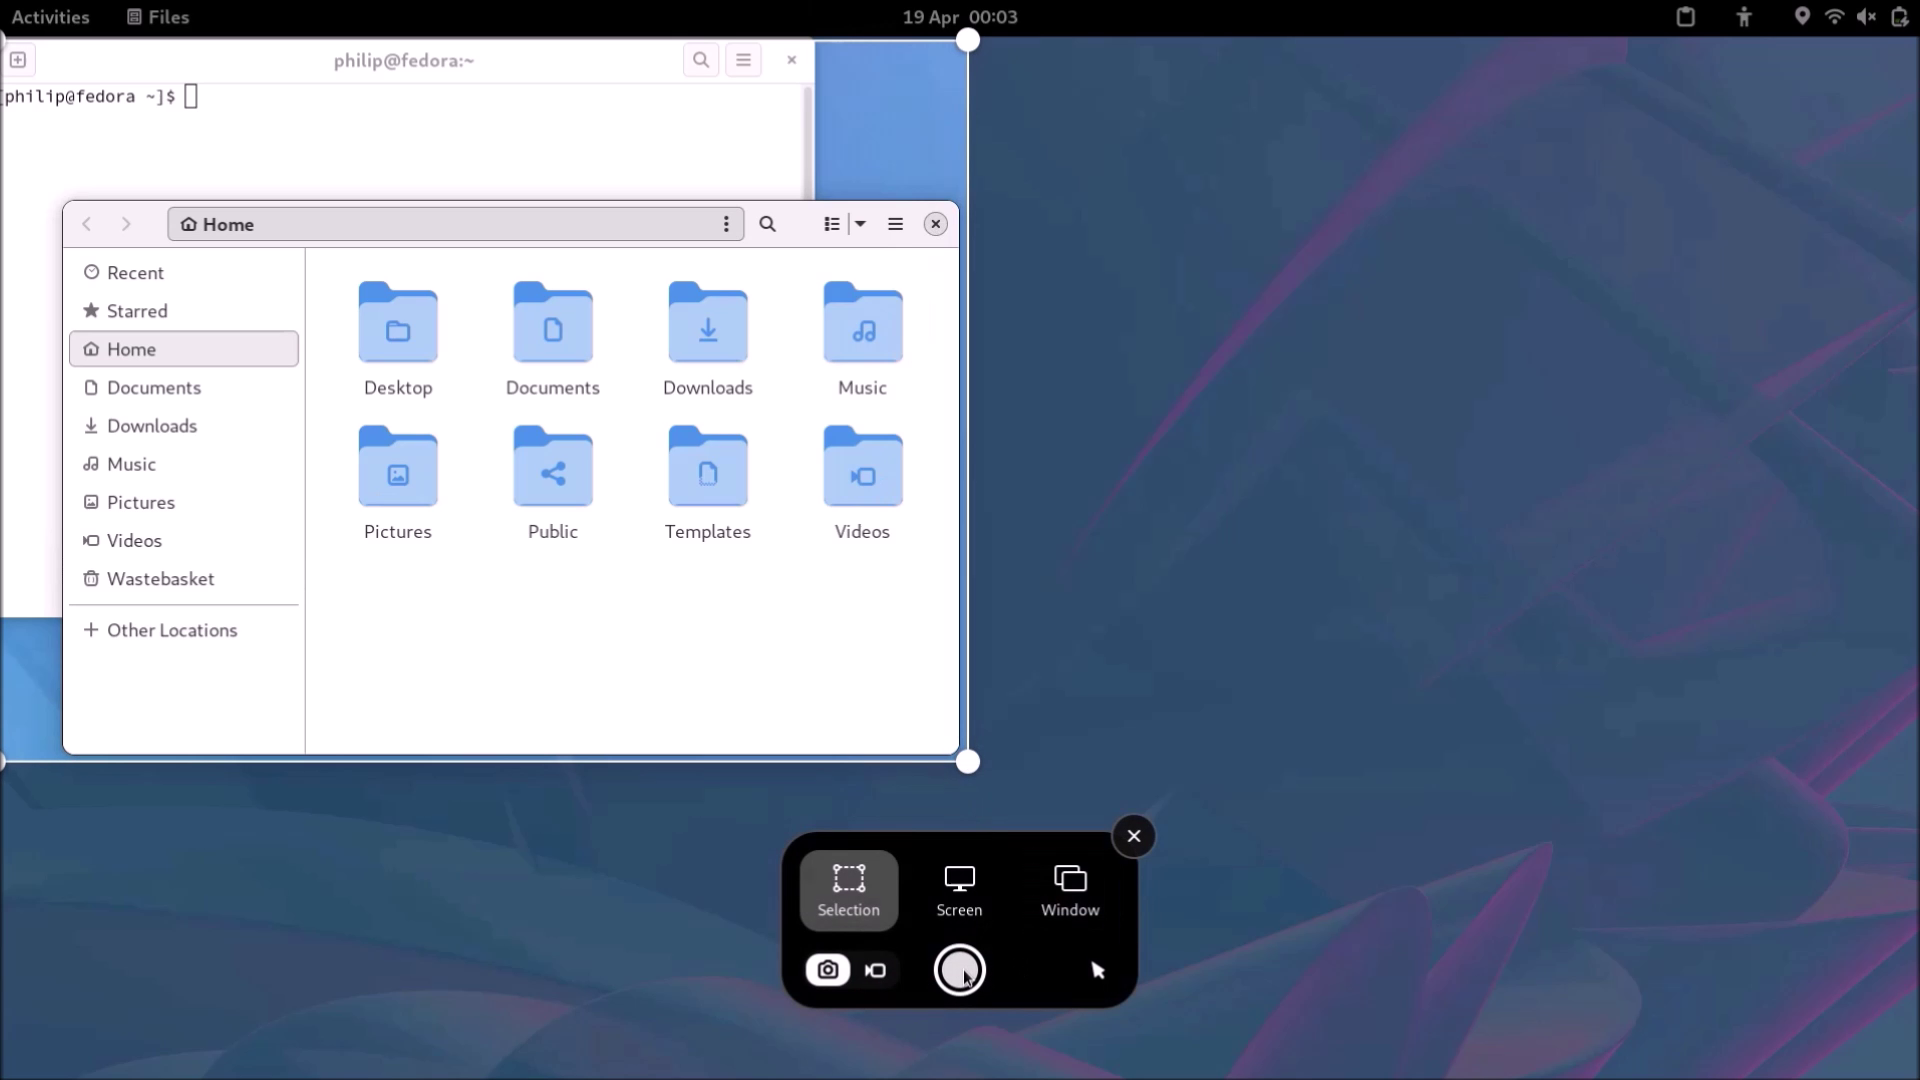 Activities Files 19 Apr 00:03
philip@fedora:~
[philip@fedora ~]$
Home
Recent
Starred
Home
Documents
Downloads
Music
Pictures
Videos
Wastebasket
Other Locations
Desktop Documents Downloads Music
Pictures Public Templates Videos
Selection Screen Window